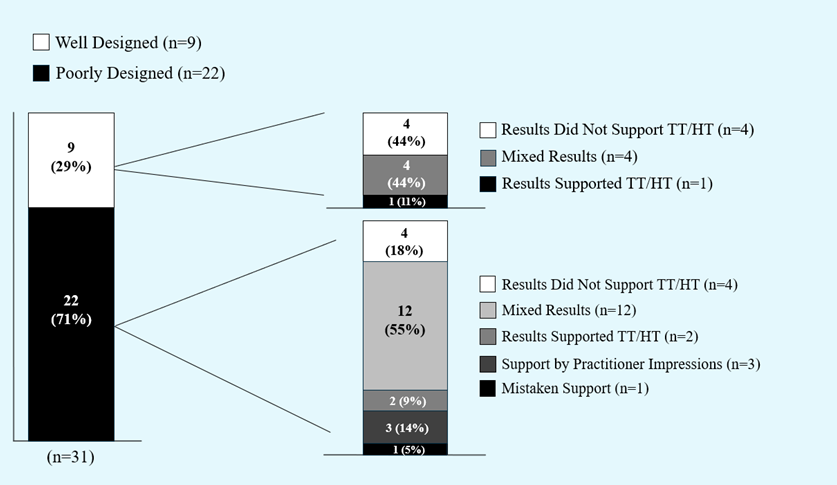 Well Designed (n=9)
Poorly Designed (n=22)
9
(29%)
22
(71%)
(n=31)
4
(44%)
4
(44%)
1 (11%)
Results Did Not Support TT/HT (n=4)
Mixed Results (n=4)
Results Supported TT/HT (n=1)
4
(18%)
12
(55%)
2 (9%)
3 (14%)
1 (5%)
Results Did Not Support TT/HT (n=4)
Mixed Results (n=12)
Results Supported TT/HT (n=2)
Support by Practitioner Impressions (n=3)
Mistaken Support (n=1)